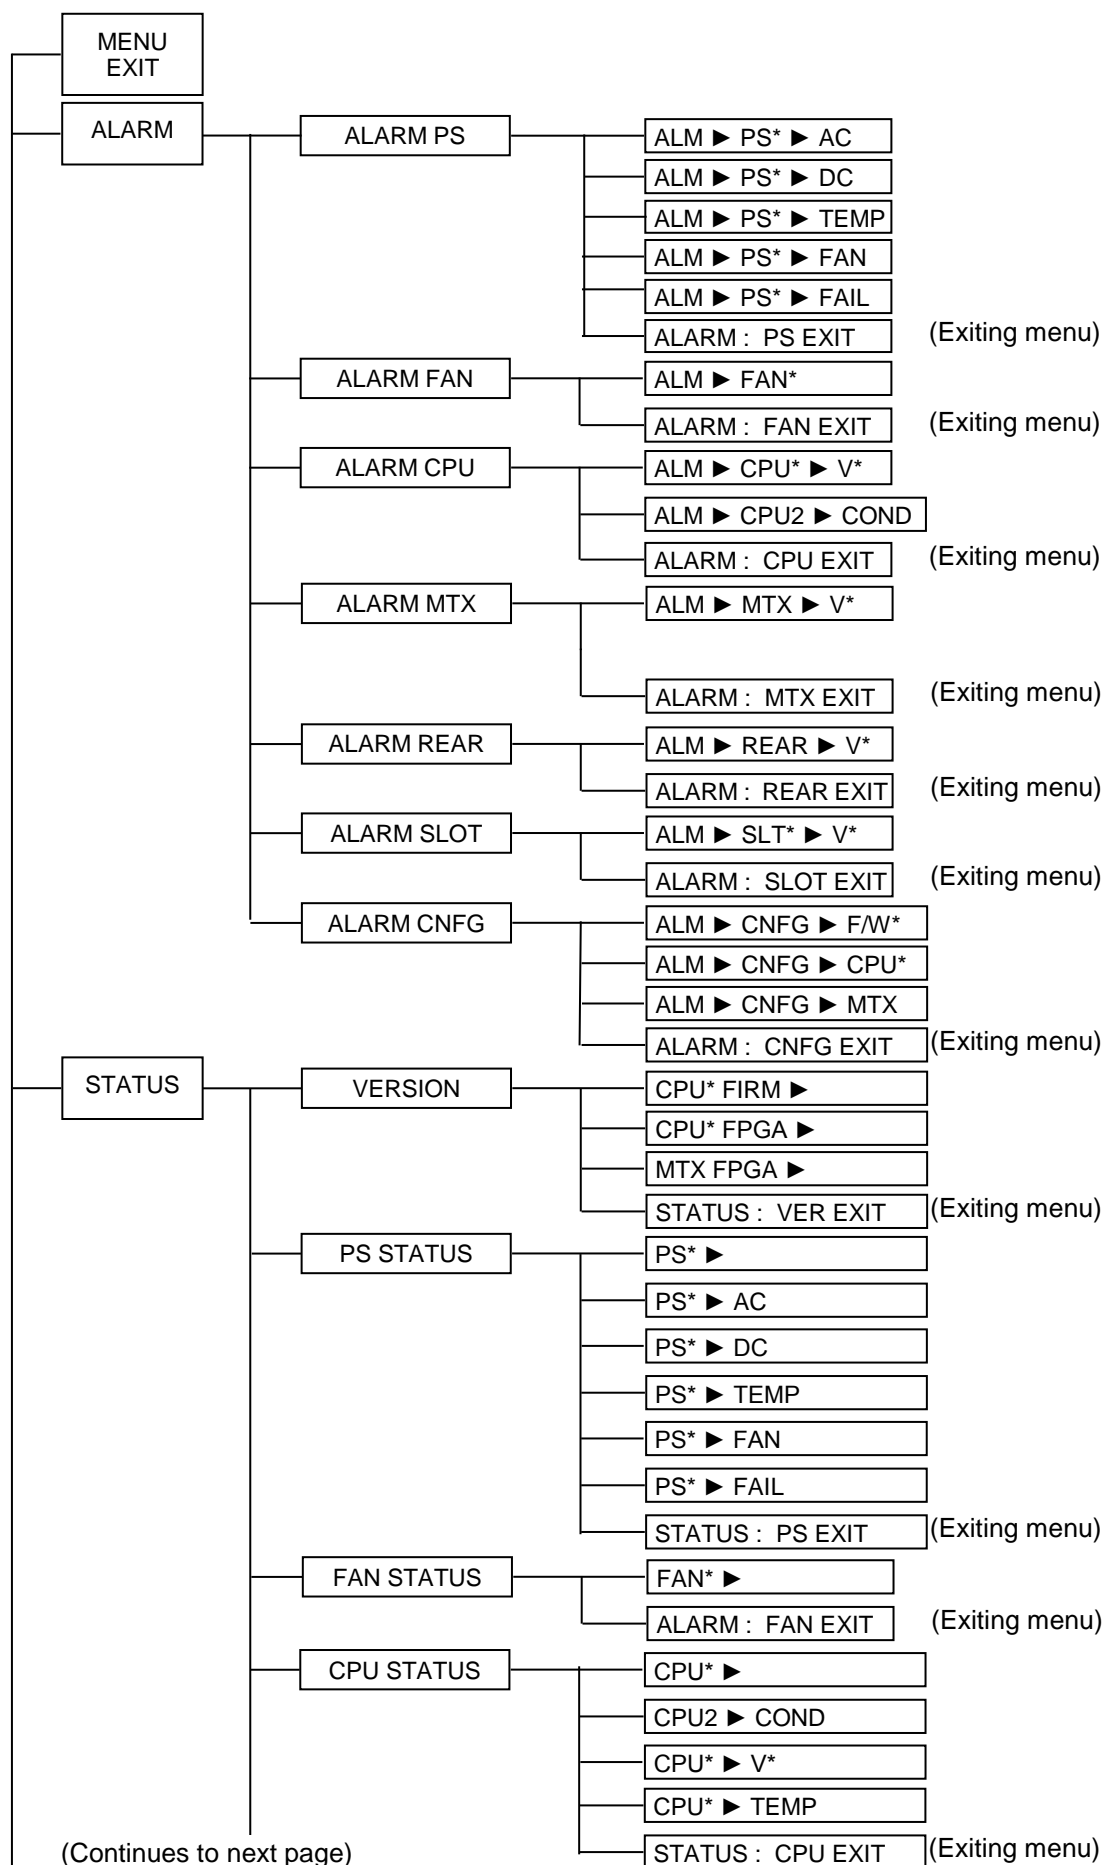 MENU
EXIT
ALARM
ALARM PS
ALM ► PS* ► AC
ALM ► PS* ► DC
ALM ► PS* ► TEMP
ALM ► PS* ► FAN
ALM ► PS* ► FAIL
ALARM : PS EXIT (Exiting menu)
ALARM FAN
ALM ► FAN*
ALARM : FAN EXIT (Exiting menu)
ALARM CPU
ALM ► CPU* ► V*
ALM ► CPU2 ► COND
ALARM : CPU EXIT (Exiting menu)
ALARM MTX
ALM ► MTX ► V*
ALARM : MTX EXIT (Exiting menu)
ALARM REAR
ALM ► REAR ► V*
ALARM : REAR EXIT (Exiting menu)
ALARM SLOT
ALM ► SLT* ► V*
ALARM : SLOT EXIT (Exiting menu)
ALARM CNFG
ALM ► CNFG ► F/W*
ALM ► CNFG ► CPU*
ALM ► CNFG ► MTX
ALARM : CNFG EXIT (Exiting menu)
STATUS
VERSION
CPU* FIRM ►
CPU* FPGA ►
MTX FPGA ►
STATUS : VER EXIT (Exiting menu)
PS STATUS
PS* ►
PS* ► AC
PS* ► DC
PS* ► TEMP
PS* ► FAN
PS* ► FAIL
STATUS : PS EXIT (Exiting menu)
FAN STATUS
FAN* ►
ALARM : FAN EXIT (Exiting menu)
CPU STATUS
CPU* ►
CPU2 ► COND
CPU* ► V*
CPU* ► TEMP
STATUS : CPU EXIT (Exiting menu)
(Continues to next page)